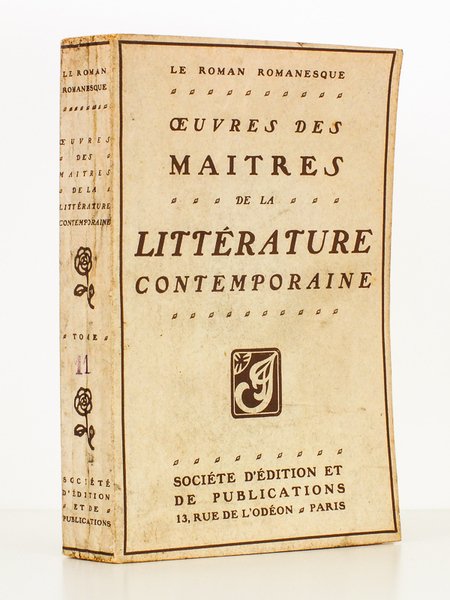 LE ROMAN
ROMANESQUE
ŒUVRES
DES
MAITRES
DE LA
LITTÉRATURE
CONTEMPORAINE
TOME
11
SOCIÉTÉ
D'ÉDITION
ET DE
PUBLICATIONS
LE ROMAN ROMANESQUE
ŒUVRES DES
MAITRES
DE LA
LITTÉRATURE
CONTEMPORAINE
SOCIÉTE D'ÉDITION ET
DE PUBLICATIONS
13, RUE DE L'ODÉON PARIS